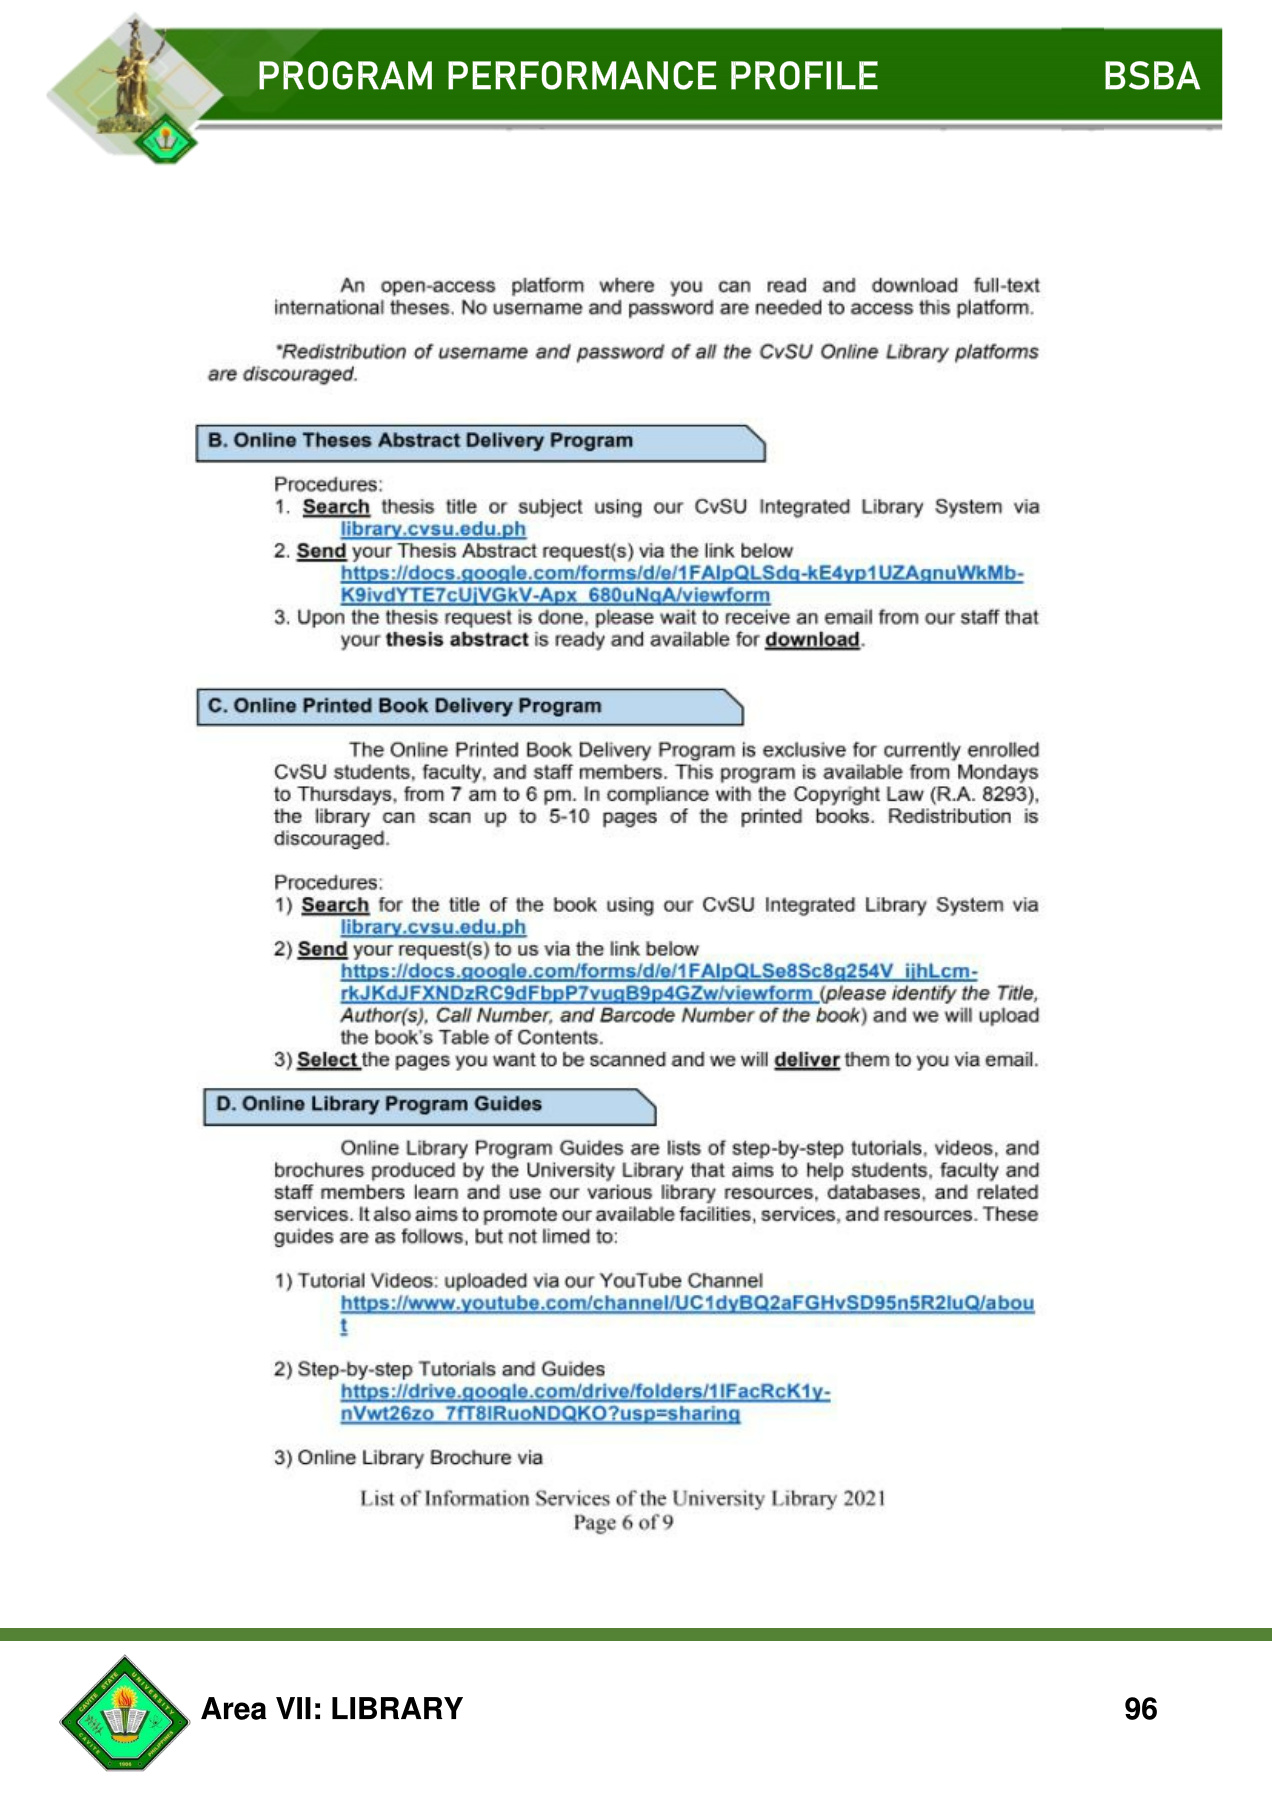 PROGRAM PERFORMANCE PROFILE BSBA
An open-access platform where you can read and download full-text
international theses. No username and password are needed to access this platform.
*Redistribution of username and password of all the CvSU Online Library platforms
are discouraged.
B. Online Theses Abstract Delivery Program
Procedures:
1. Search thesis title or subject using our CvSU Integrated Library System via
library.cvsu.edu.ph
2. Send your Thesis Abstract request(s) via the link below
https://docs.google.com/forms/d/e/1FAIpQLSdq-kE4yp1UZAgnuWkMb-
K9ivdYTE7cUjVGkV-Apx_680uNqA/viewform
3. Upon the thesis request is done, please wait to receive an email from our staff that
your thesis abstract is ready and available for download.
C. Online Printed Book Delivery Program
The Online Printed Book Delivery Program is exclusive for currently enrolled
CvSU students, faculty, and staff members. This program is available from Mondays
to Thursdays, from 7 am to 6 pm. In compliance with the Copyright Law (R.A. 8293),
the library can scan up to 5-10 pages of the printed books. Redistribution is
discouraged.
Procedures:
1) Search for the title of the book using our CvSU Integrated Library System via
library.cvsu.edu.ph
2) Send your request(s) to us via the link below
https://docs.google.com/forms/d/e/1FAIpQLSe8Sc8g254V_ijhLcm-
rkJKdJFXNDzRC9dFbpP7vugB9p4GZw/viewform (please identify the Title,
Author(s), Call Number, and Barcode Number of the book) and we will upload
the book's Table of Contents.
3) Select the pages you want to be scanned and we will deliver them to you via email.
D. Online Library Program Guides
Online Library Program Guides are lists of step-by-step tutorials, videos, and
brochures produced by the University Library that aims to help students, faculty and
staff members learn and use our various library resources, databases, and related
services. It also aims to promote our available facilities, services, and resources. These
guides are as follows, but not limed to:
1) Tutorial Videos: uploaded via our YouTube Channel
https://www.youtube.com/channel/UC1dyBQ2aFGHvSD95n5R2luQ/abou
t
2) Step-by-step Tutorials and Guides
https://drive.google.com/drive/folders/1lFacRcK1y-
nVwt26zo_7fT8lRuoNDQKO?usp=sharing
3) Online Library Brochure via
List of Information Services of the University Library 2021
Page 6 of 9
CAVITE STATE UNIVERSITY
CAVITE PHILIPPINES
1906
Area VII: LIBRARY 96